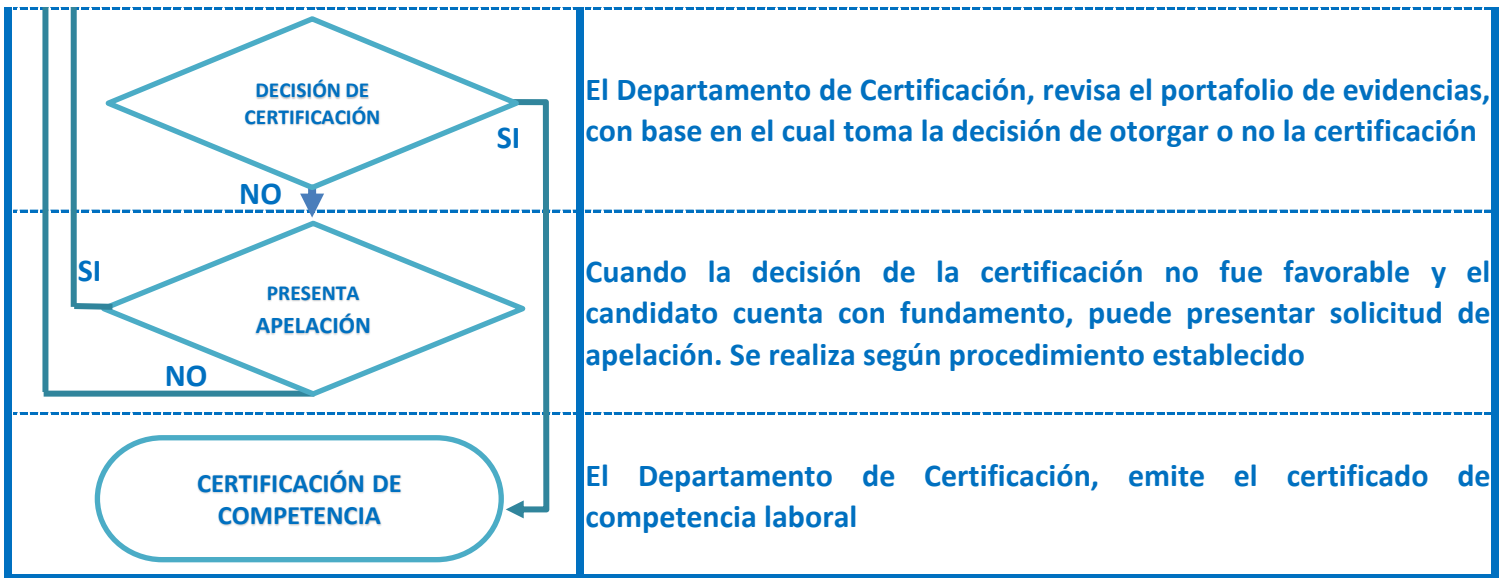 DECISIÓN DE
CERTIFICACIÓN
SI
NO
El Departamento de Certificación, revisa el portafolio de evidencias,
con base en el cual toma la decisión de otorgar o no la certificación
SI
PRESENTA
APELACIÓN
NO
Cuando la decisión de la certificación no fue favorable y el
candidato cuenta con fundamento, puede presentar solicitud de
apelación. Se realiza según procedimiento establecido
CERTIFICACIÓN DE
COMPETENCIA
El Departamento de Certificación, emite el certificado de
competencia laboral